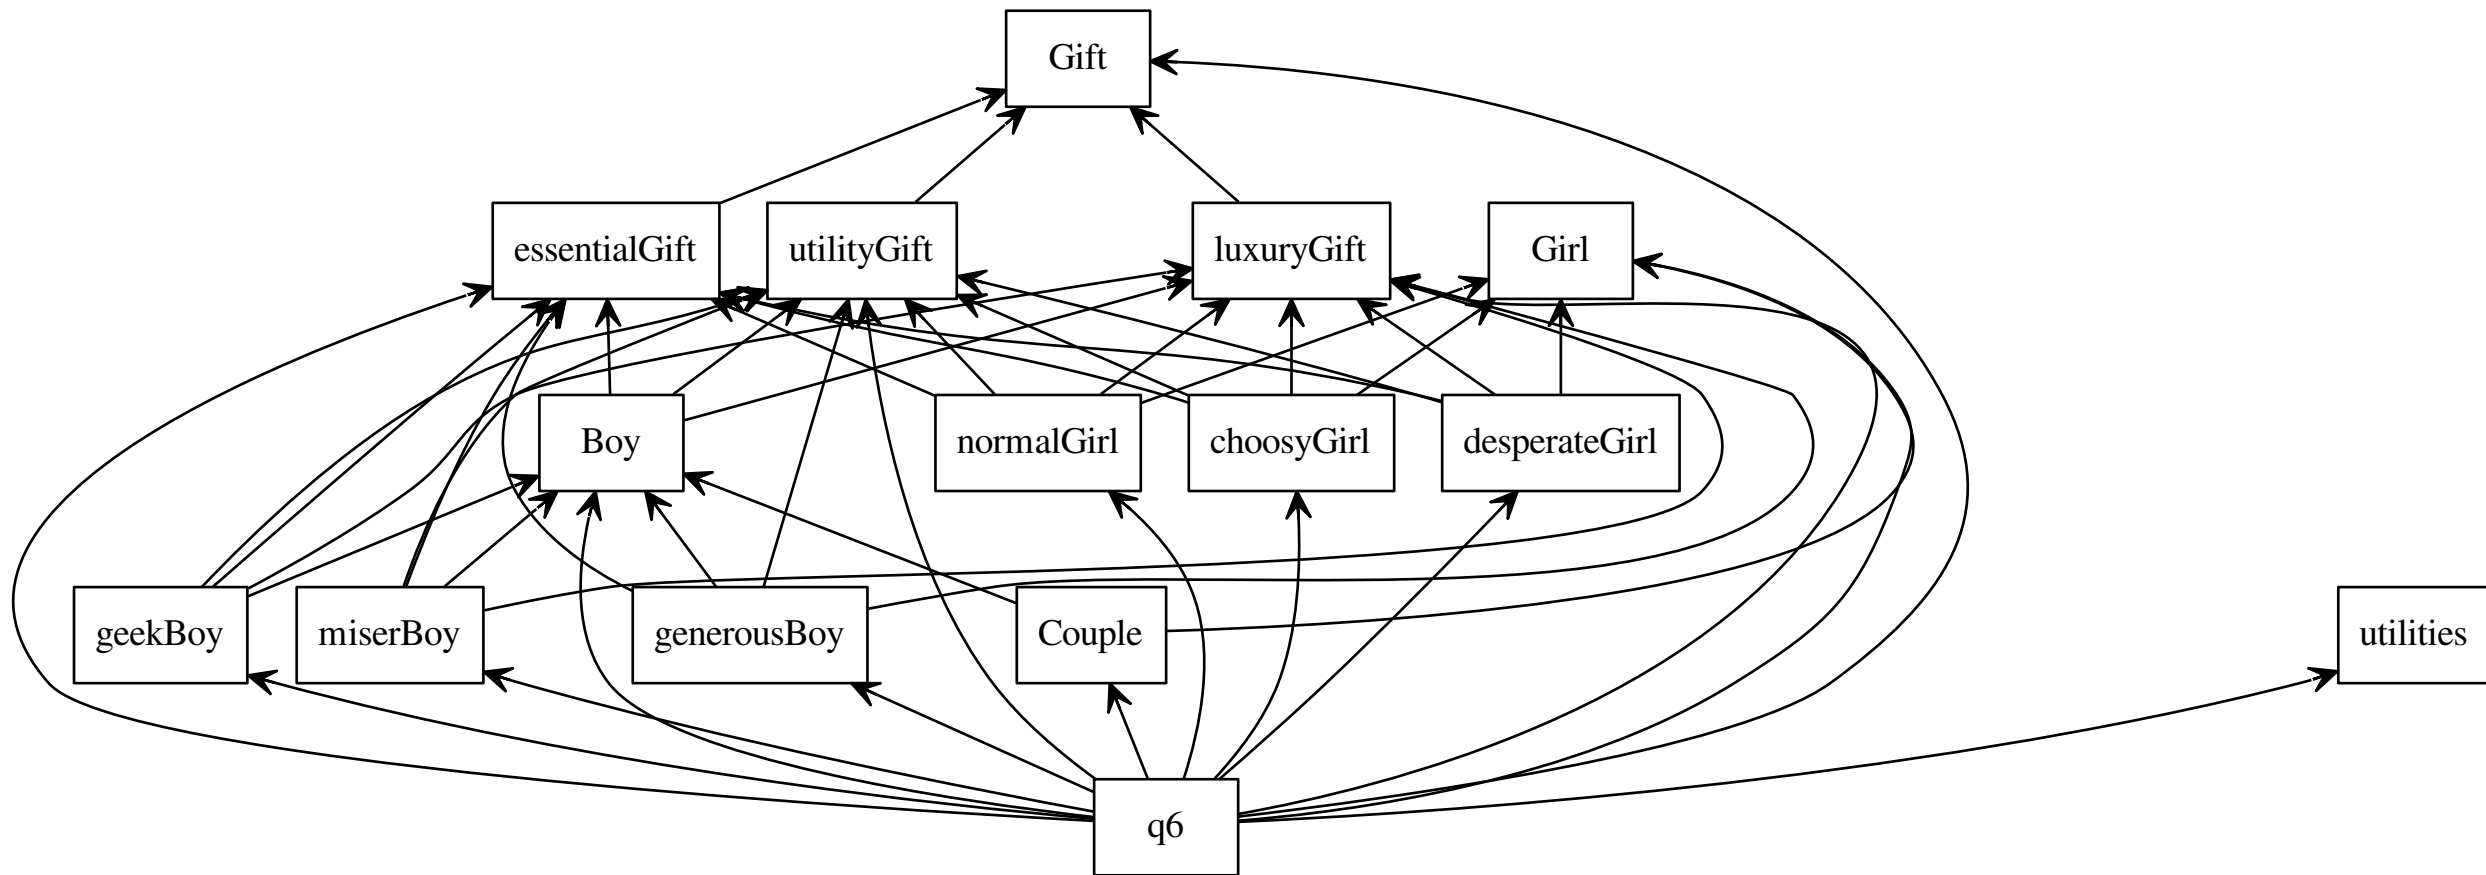 Gift
essentialGift
utilityGift
luxuryGift
Girl
Boy
normalGirl
choosyGirl
desperateGirl
geekBoy
miserBoy
generousBoy
Couple
utilities
q6